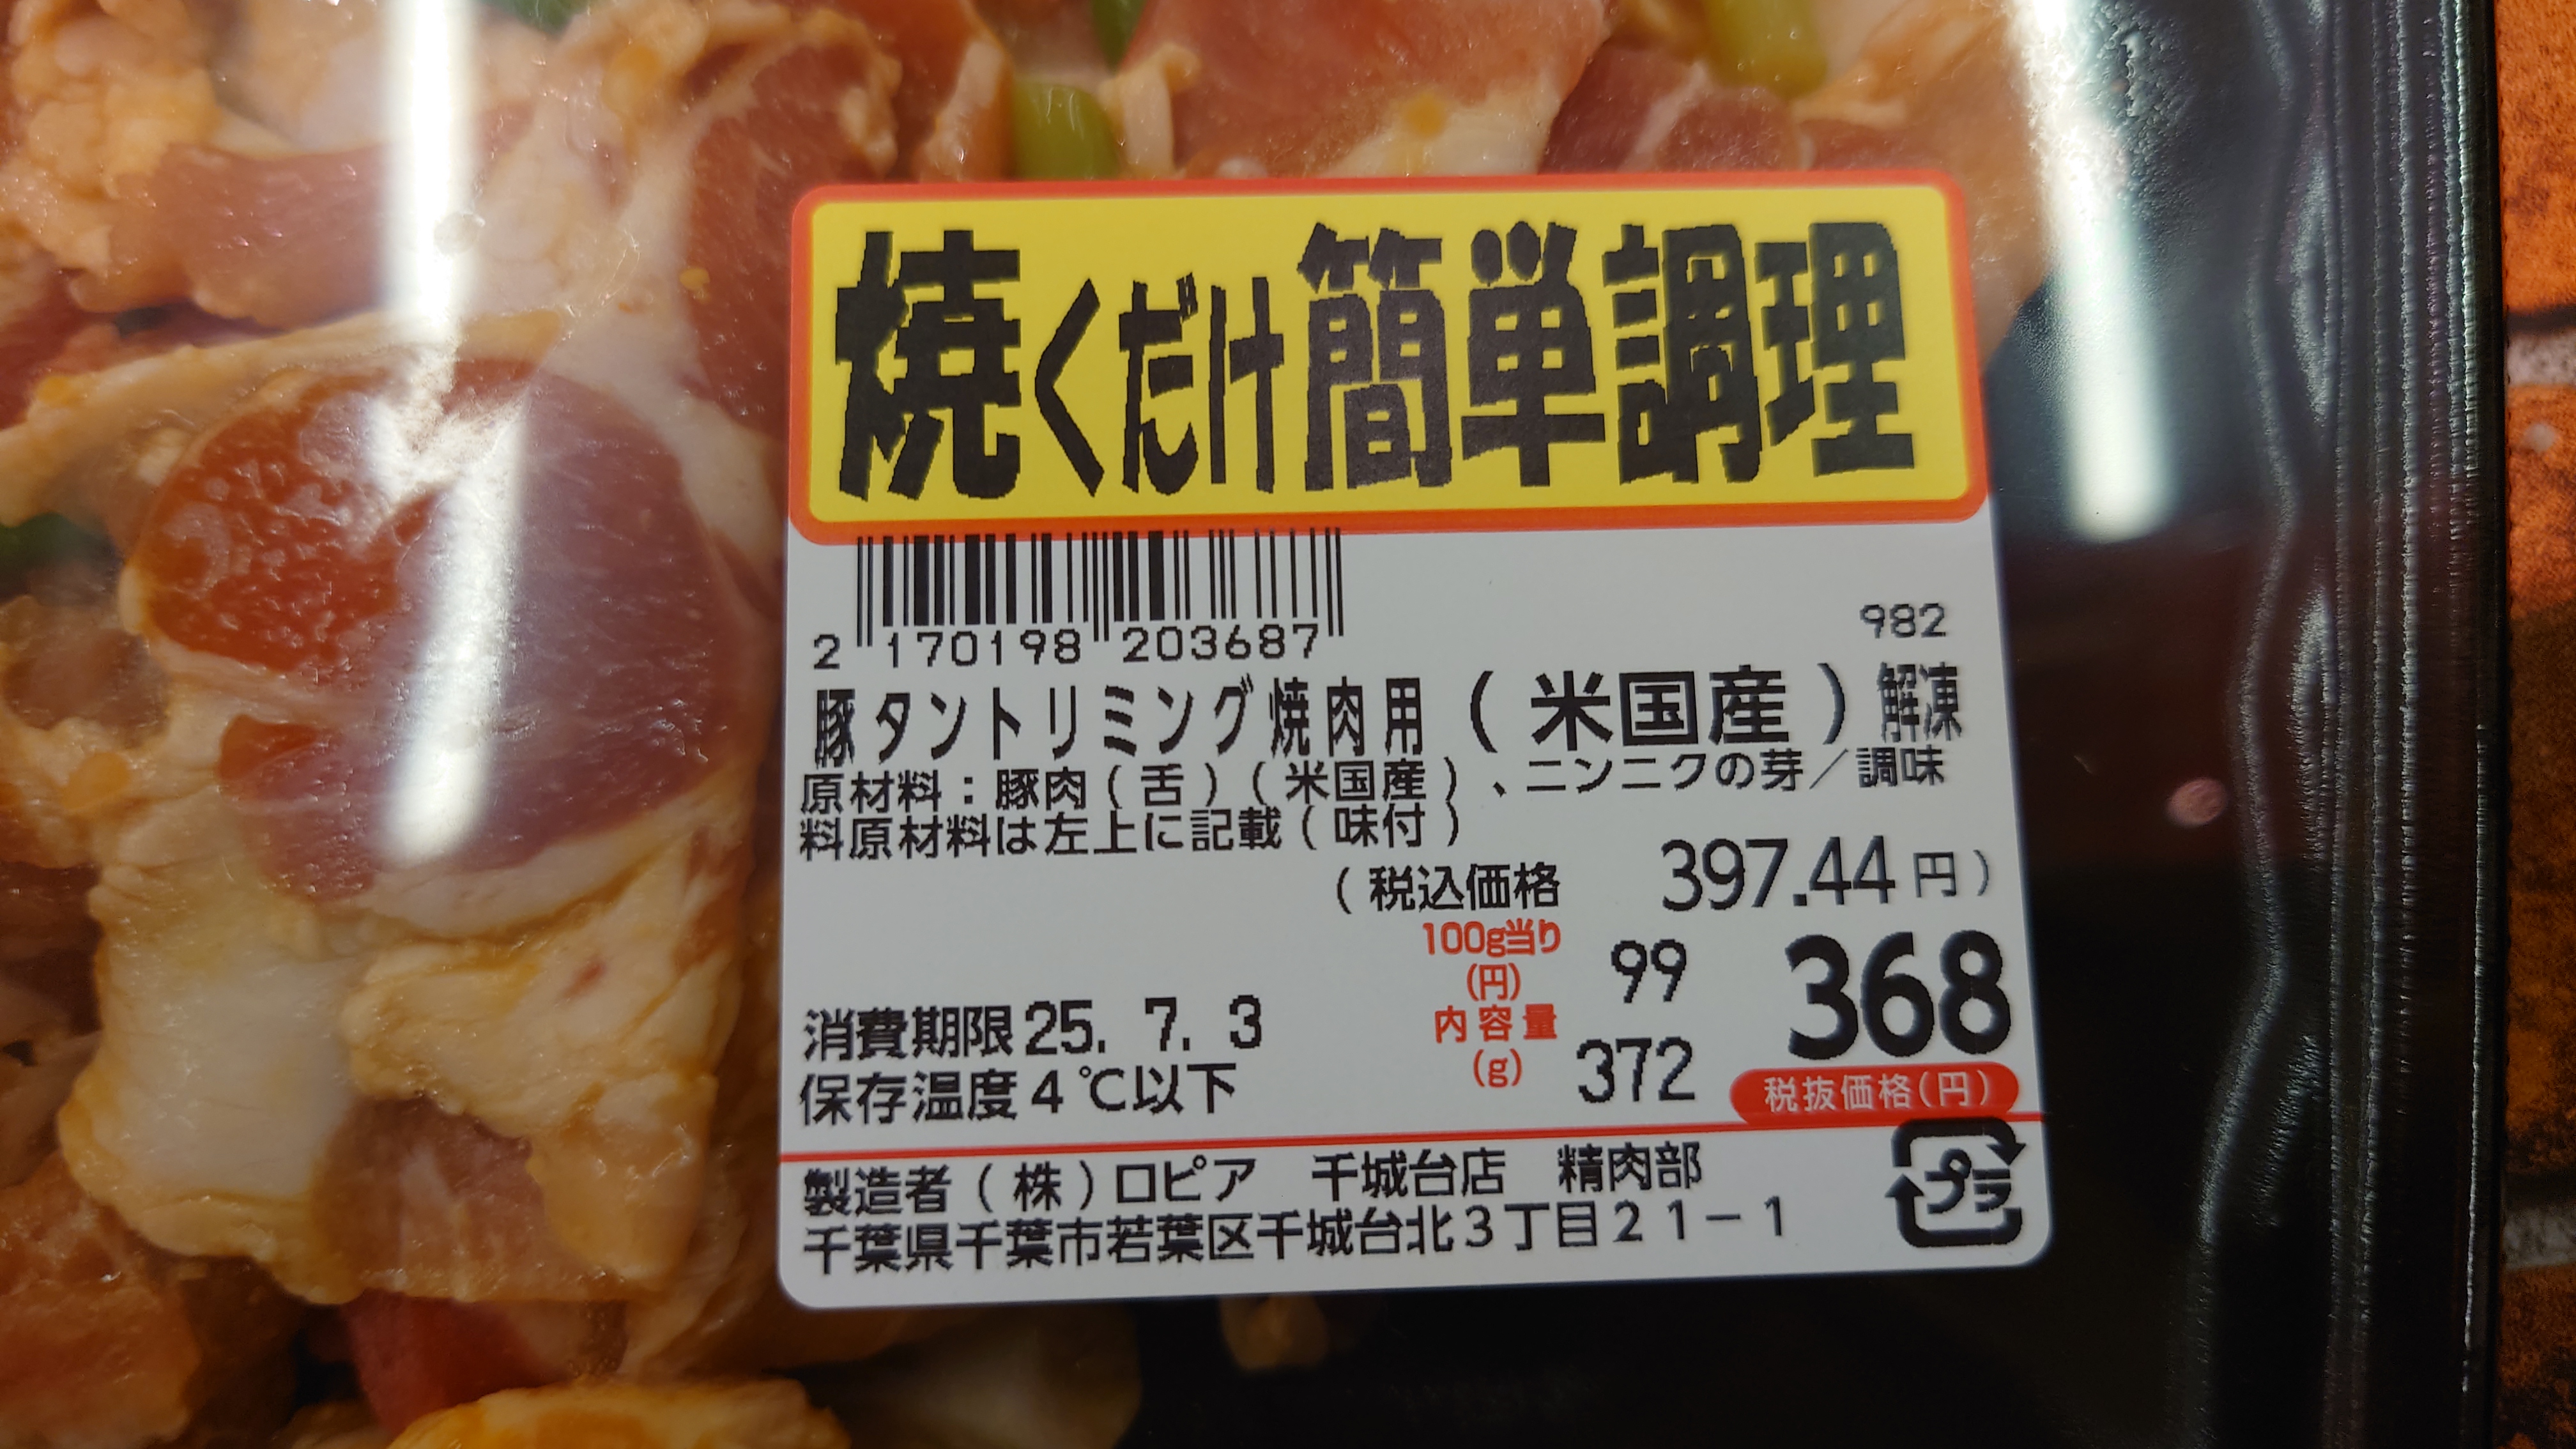 焼くだけ簡単調理
2 170198 203687
982
豚タントリミング焼肉用(米国産)解凍
原材料:豚肉(舌)(米国産)、ニンニクの芽/調味
料原材料は左上に記載(味付)
(税込価格 397.44円)
100g当り(円) 99
368
税抜価格(円)
内容量(g) 372
消費期限25. 7. 3
保存温度4℃以下
製造者(株)ロピア 千城台店 精肉部
千葉県千葉市若葉区千城台北3丁目21-1
プラ